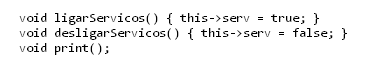 void ligarServicos() { this->serv = true; }
void desligarServicos() { this->serv = false; }
void print();